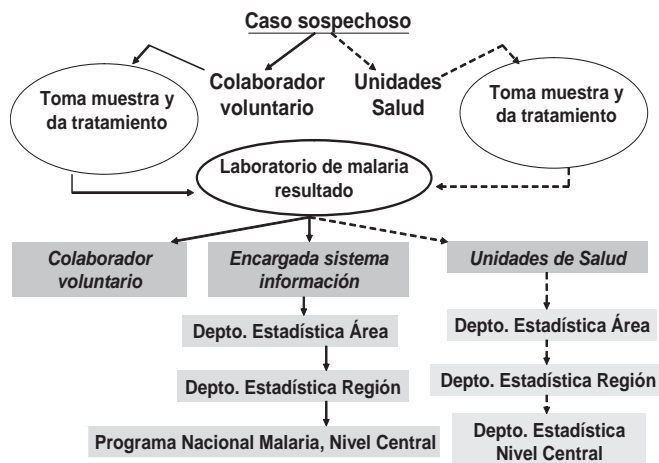 Caso sospechoso
Colaborador
voluntario
Unidades
Salud
Toma muestra y
da tratamiento
Toma muestra y
da tratamiento
Laboratorio de malaria
resultado
Colaborador
voluntario
Encargada sistema
información
Unidades de Salud
Depto. Estadística Área
Depto. Estadística Área
Depto. Estadística Región
Depto. Estadística Región
Programa Nacional Malaria, Nivel Central
Depto. Estadística
Nivel Central